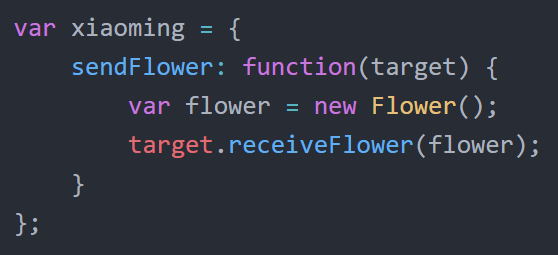 var xiaoming = {
    sendFlower: function(target) {
        var flower = new Flower();
        target.receiveFlower(flower);
    }
};